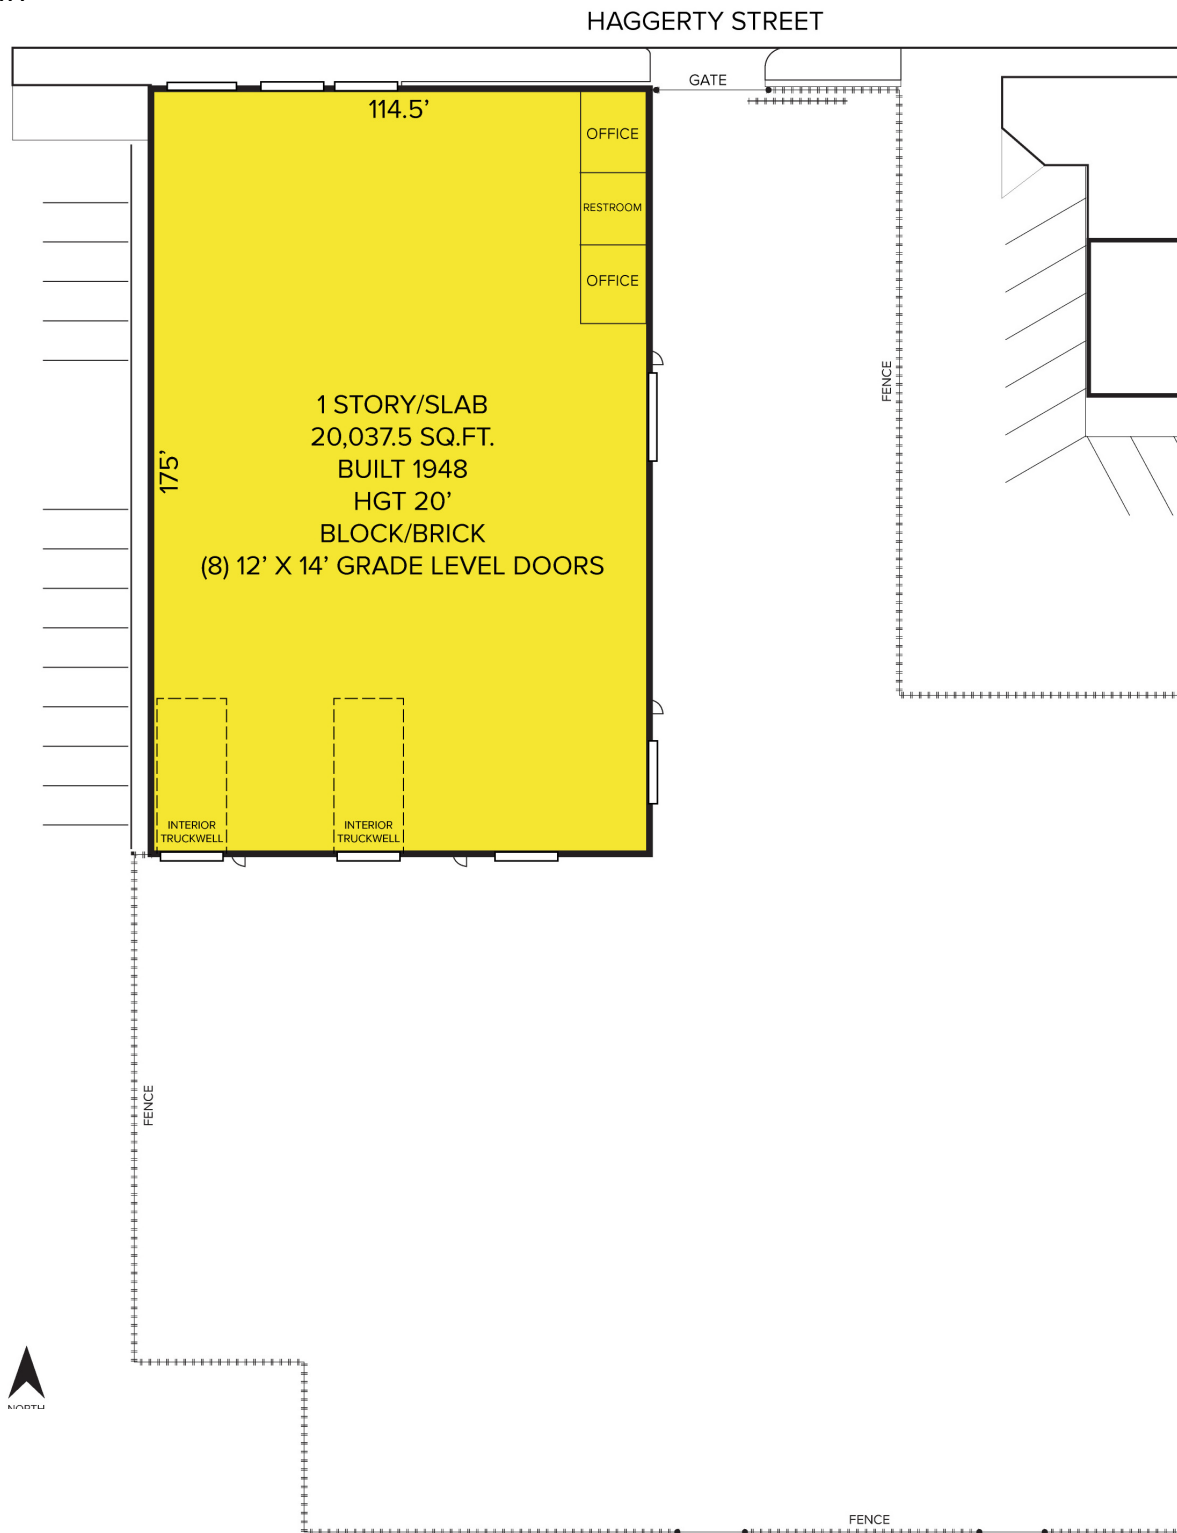 HAGGERTY STREET
GATE
114.5’
OFFICE
RESTROOM
OFFICE
FENCE
1 STORY/SLAB
20,037.5 SQ.FT.
BUILT 1948
HGT 20’
BLOCK/BRICK
(8) 12’ X 14’ GRADE LEVEL DOORS
175’
INTERIOR
TRUCKWELL
INTERIOR
TRUCKWELL
FENCE
NORTH
FENCE